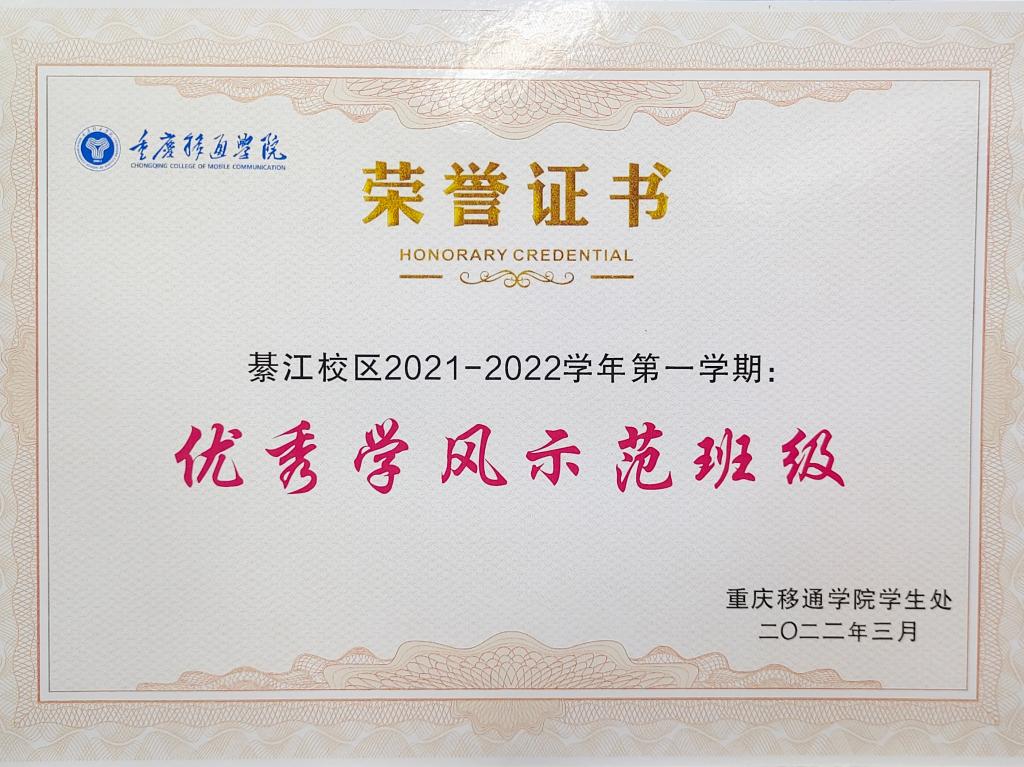 重庆移通学院
CHONGQING COLLEGE OF MOBILE COMMUNICATION
荣誉证书
HONORARY CREDENTIAL
綦江校区2021-2022学年第一学期：
优秀学风示范班级
重庆移通学院学生处
二〇二二年三月